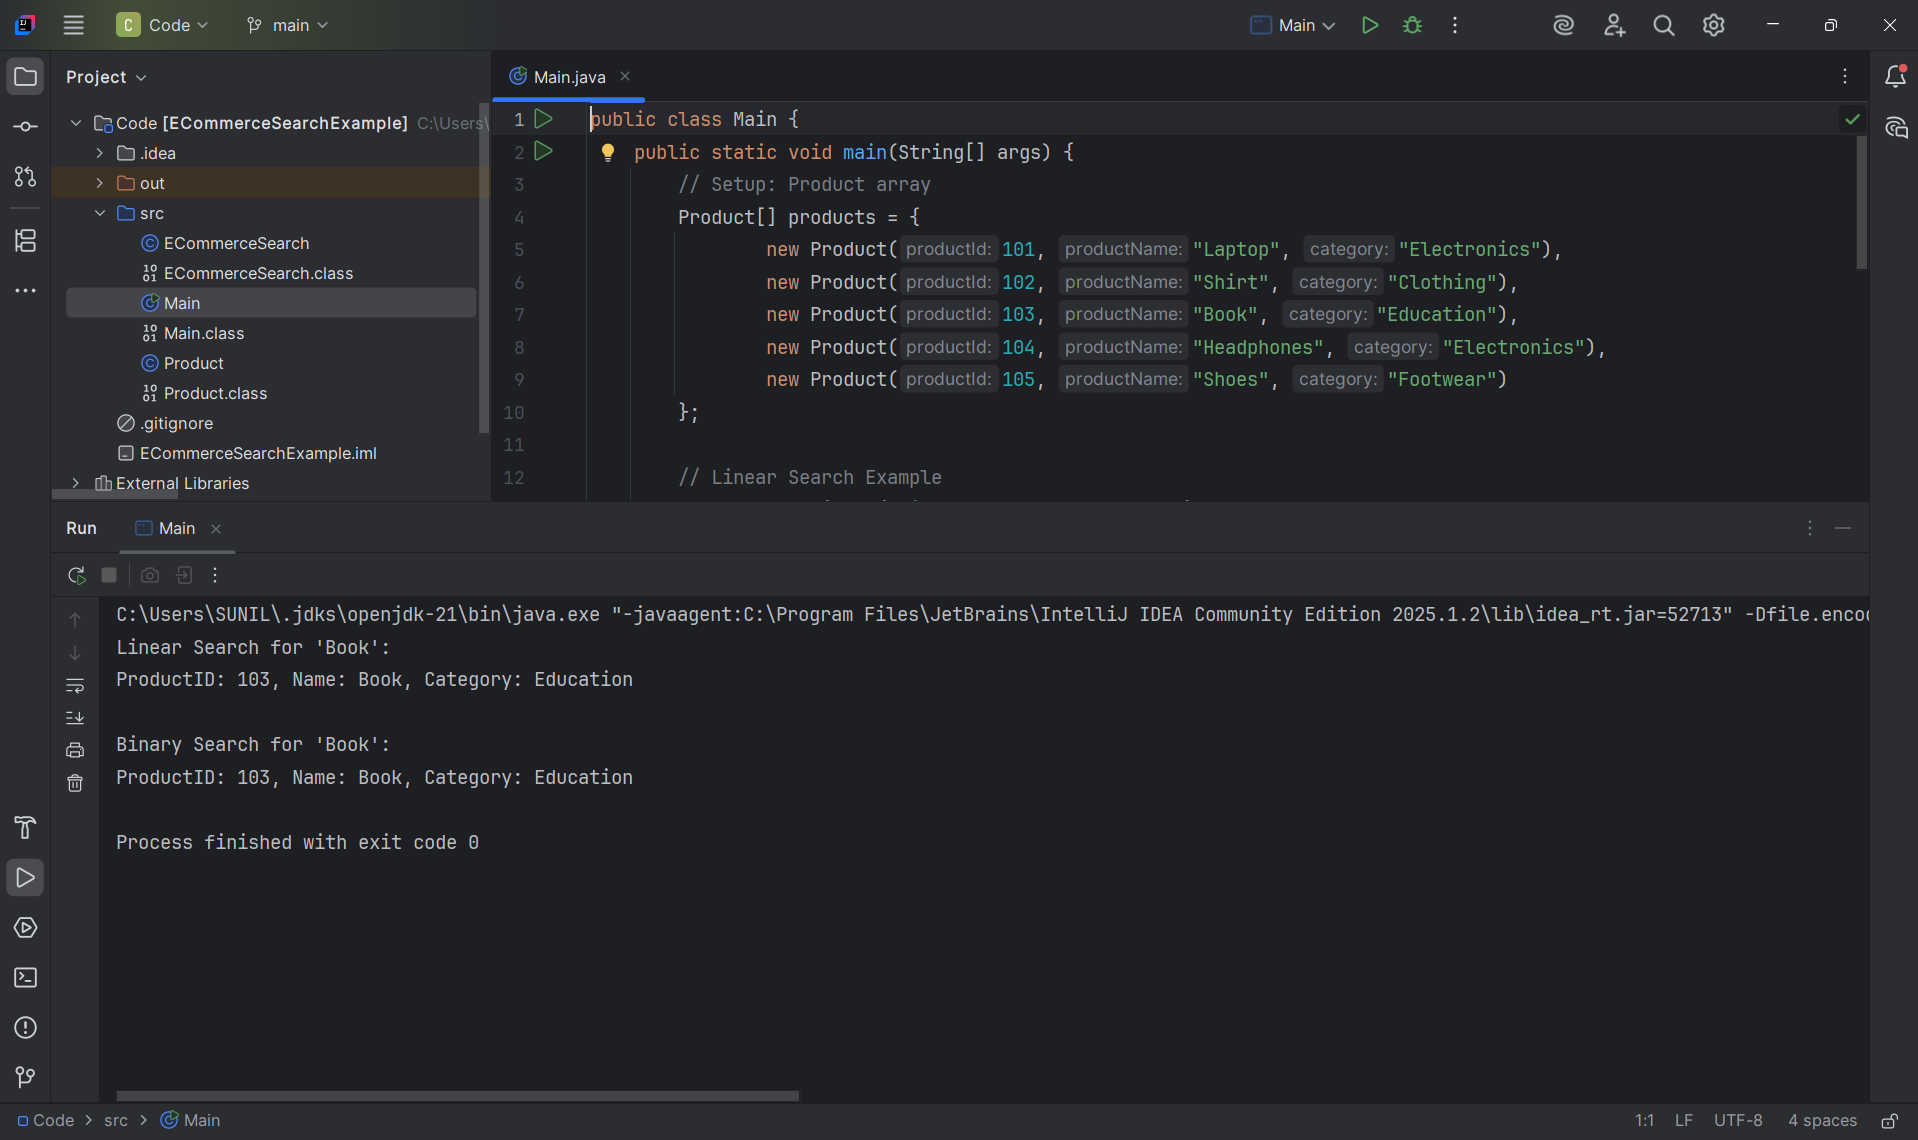 C Code main Main
Project
Main.java
Code [ECommerceSearchExample] C:\Users\
.idea
out
src
ECommerceSearch
ECommerceSearch.class
Main
Main.class
Product
Product.class
.gitignore
ECommerceSearchExample.iml
External Libraries
1 public class Main {
2 public static void main(String[] args) {
3 // Setup: Product array
4 Product[] products = {
5 new Product( productId: 101, productName: "Laptop", category: "Electronics"),
6 new Product( productId: 102, productName: "Shirt", category: "Clothing"),
7 new Product( productId: 103, productName: "Book", category: "Education"),
8 new Product( productId: 104, productName: "Headphones", category: "Electronics"),
9 new Product( productId: 105, productName: "Shoes", category: "Footwear")
10 };
11
12 // Linear Search Example
Run Main
C:\Users\SUNIL\.jdks\openjdk-21\bin\java.exe "-javaagent:C:\Program Files\JetBrains\IntelliJ IDEA Community Edition 2025.1.2\lib\idea_rt.jar=52713" -Dfile.enco
Linear Search for 'Book':
ProductID: 103, Name: Book, Category: Education
Binary Search for 'Book':
ProductID: 103, Name: Book, Category: Education
Process finished with exit code 0
Code > src > Main 1:1 LF UTF-8 4 spaces